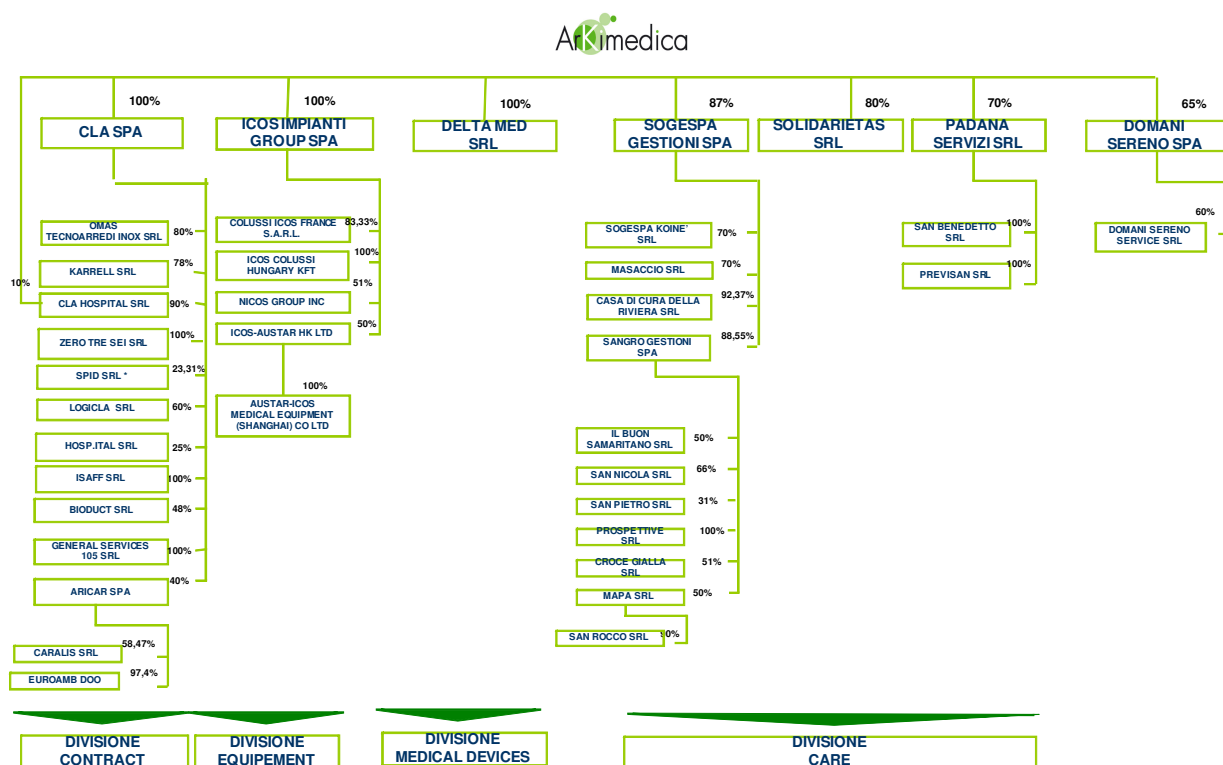 ArKimedica
100%
100%
100%
87%
80%
70%
65%
CLA SPA
ICOS IMPIANTI
GROUP SPA
DELTA MED
SRL
SOGESPA
GESTIONI SPA
SOLIDARIETAS
SRL
PADANA
SERVIZI SRL
DOMANI
SERENO SPA
OMAS
TECNOARREDI INOX SRL
80%
KARRELL SRL
78%
10%
CLA HOSPITAL SRL
90%
ZERO TRE SEI SRL
100%
SPID SRL *
23,31%
LOGICLA SRL
60%
HOSP.ITAL SRL
25%
ISAFF SRL
100%
BIODUCT SRL
48%
GENERAL SERVICES
105 SRL
100%
ARICAR SPA
40%
CARALIS SRL
58,47%
EUROAMB DOO
97,4%
COLUSSI ICOS FRANCE
S.A.R.L.
83,33%
ICOS COLUSSI
HUNGARY KFT
100%
NICOS GROUP INC
51%
ICOS-AUSTAR HK LTD
50%
100%
AUSTAR-ICOS
MEDICAL EQUIPMENT
(SHANGHAI) CO LTD
SOGESPA KOINE'
SRL
70%
MASACCIO SRL
70%
CASA DI CURA DELLA
RIVIERA SRL
92,37%
SANGRO GESTIONI
SPA
88,55%
IL BUON
SAMARITANO SRL
50%
SAN NICOLA SRL
66%
SAN PIETRO SRL
31%
PROSPETTIVE
SRL
100%
CROCE GIALLA
SRL
51%
MAPA SRL
50%
SAN ROCCO SRL
90%
SAN BENEDETTO
SRL
100%
PREVISAN SRL
100%
DOMANI SERENO
SERVICE SRL
60%
DIVISIONE
CONTRACT
DIVISIONE
EQUIPEMENT
DIVISIONE
MEDICAL DEVICES
DIVISIONE
CARE